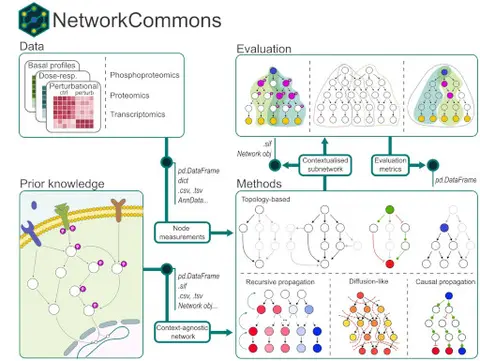 NetworkCommons
Data
Basal profiles
Dose-resp.
Perturbational
ctrl perturb
Phosphoproteomics
Proteomics
Transcriptomics
pd.DataFrame
dict
.csv, .tsv
AnnData...
Node
measurements
Prior knowledge
P
P
P
P
P
P
P
pd.DataFrame
.sif
.csv, .tsv
Network obj...
Context-agnostic
network
Evaluation
.sif
Network obj
Contextualised
subnetwork
Evaluation
metrics
pd.DataFrame
Methods
Topology-based
Recursive propagation
Diffusion-like
Causal propagation